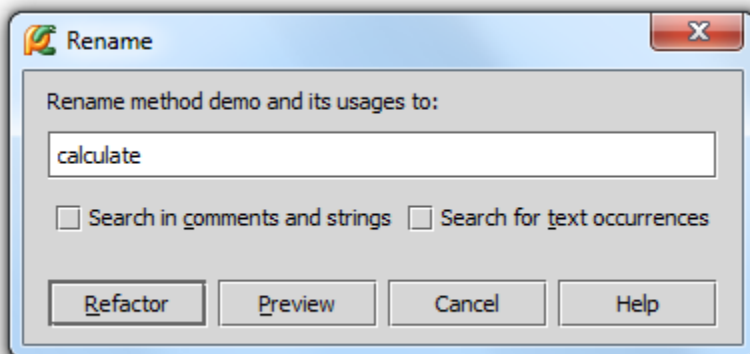 Rename
Rename method demo and its usages to:
calculate
Search in comments and strings Search for text occurrences
Refactor Preview Cancel Help